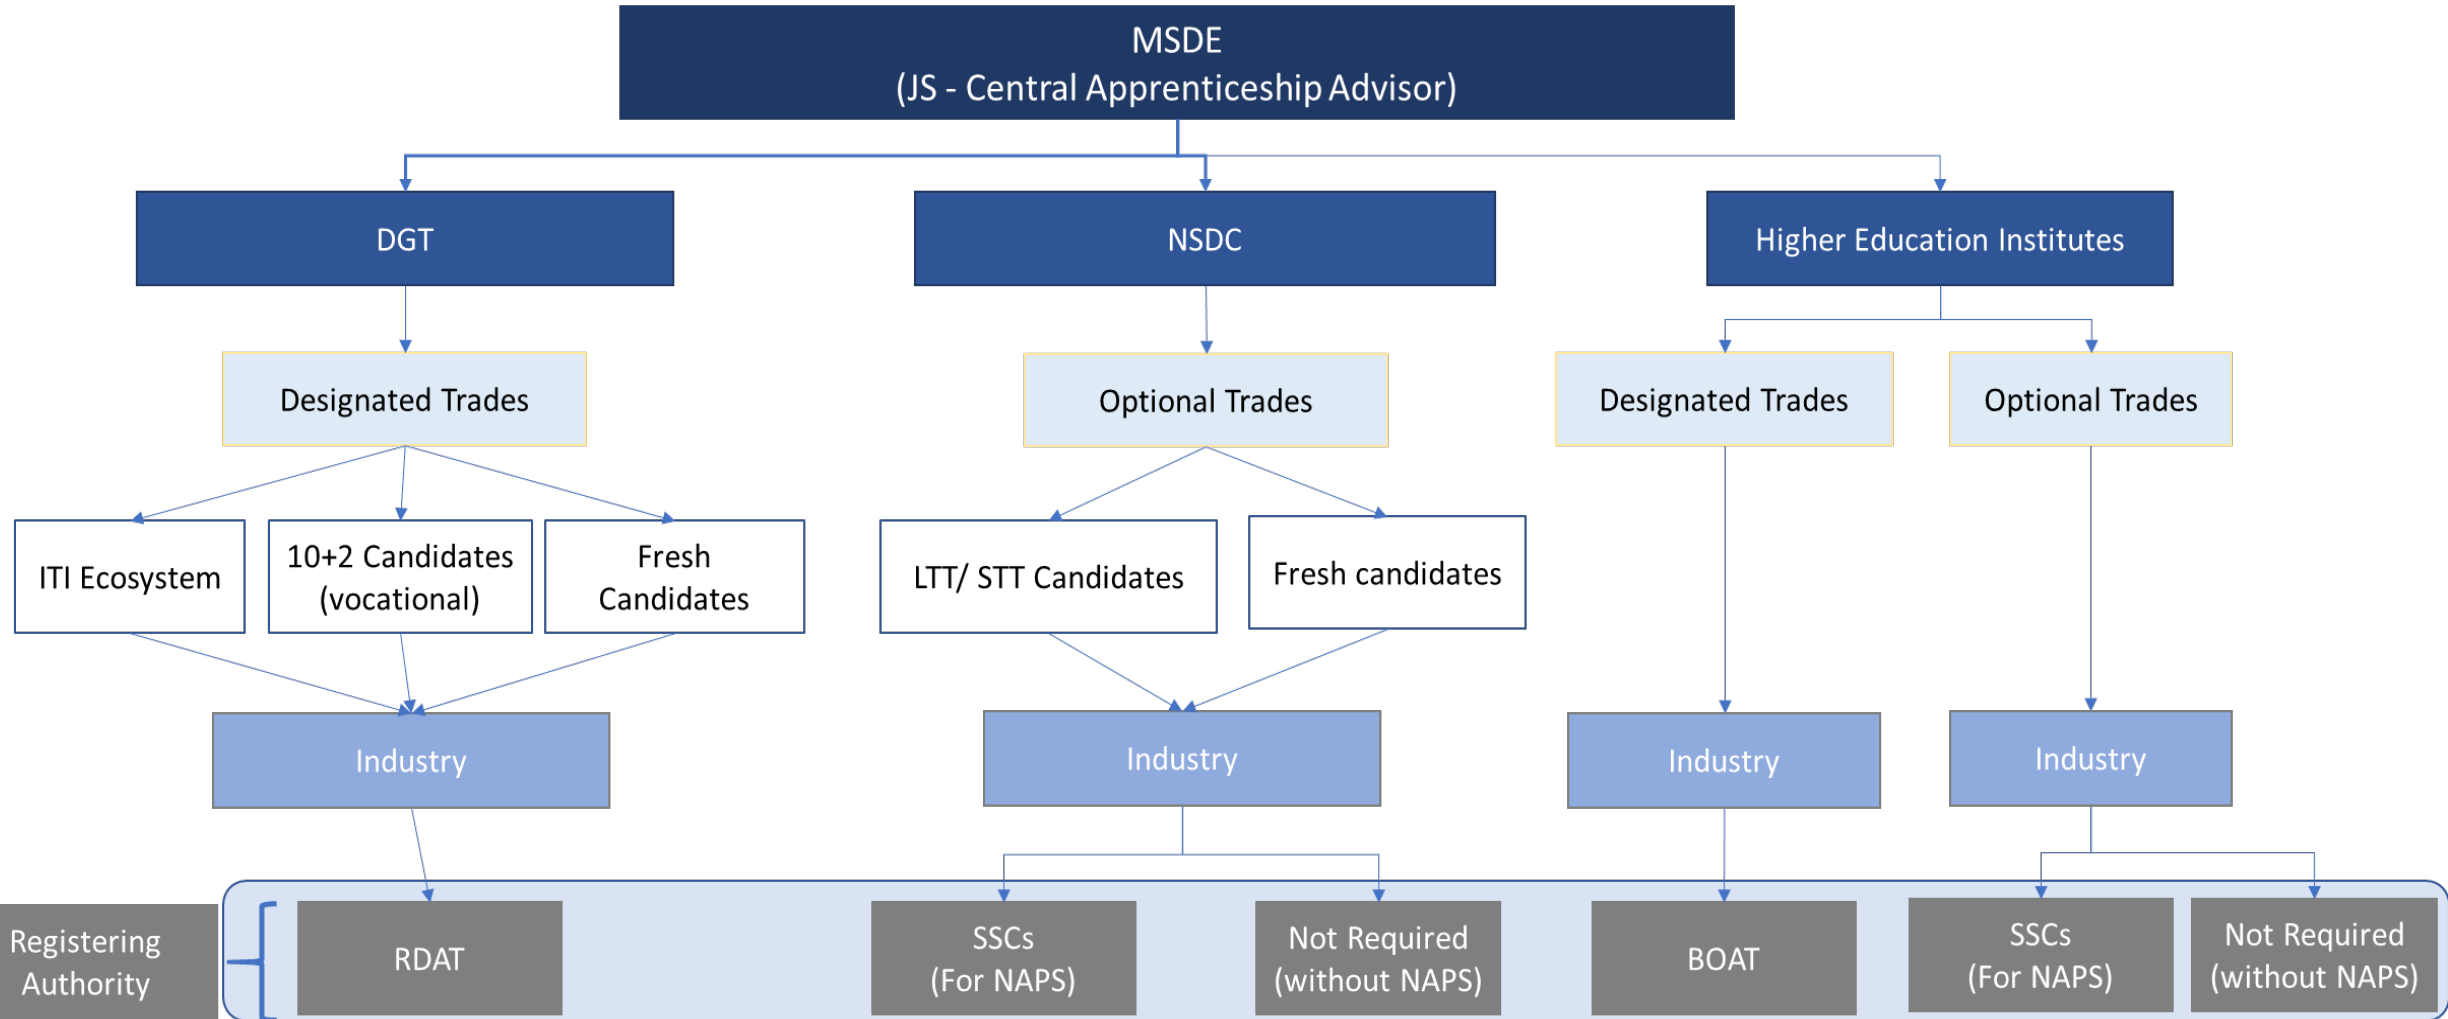 MSDE
(JS - Central Apprenticeship Advisor)
DGT
NSDC
Higher Education Institutes
Designated Trades
Optional Trades
Designated Trades
Optional Trades
ITI Ecosystem
10+2 Candidates
(vocational)
Fresh
Candidates
LTT/ STT Candidates
Fresh candidates
Industry
Industry
Industry
Industry
Registering
Authority
RDAT
SSCs
(For NAPS)
Not Required
(without NAPS)
BOAT
SSCs
(For NAPS)
Not Required
(without NAPS)